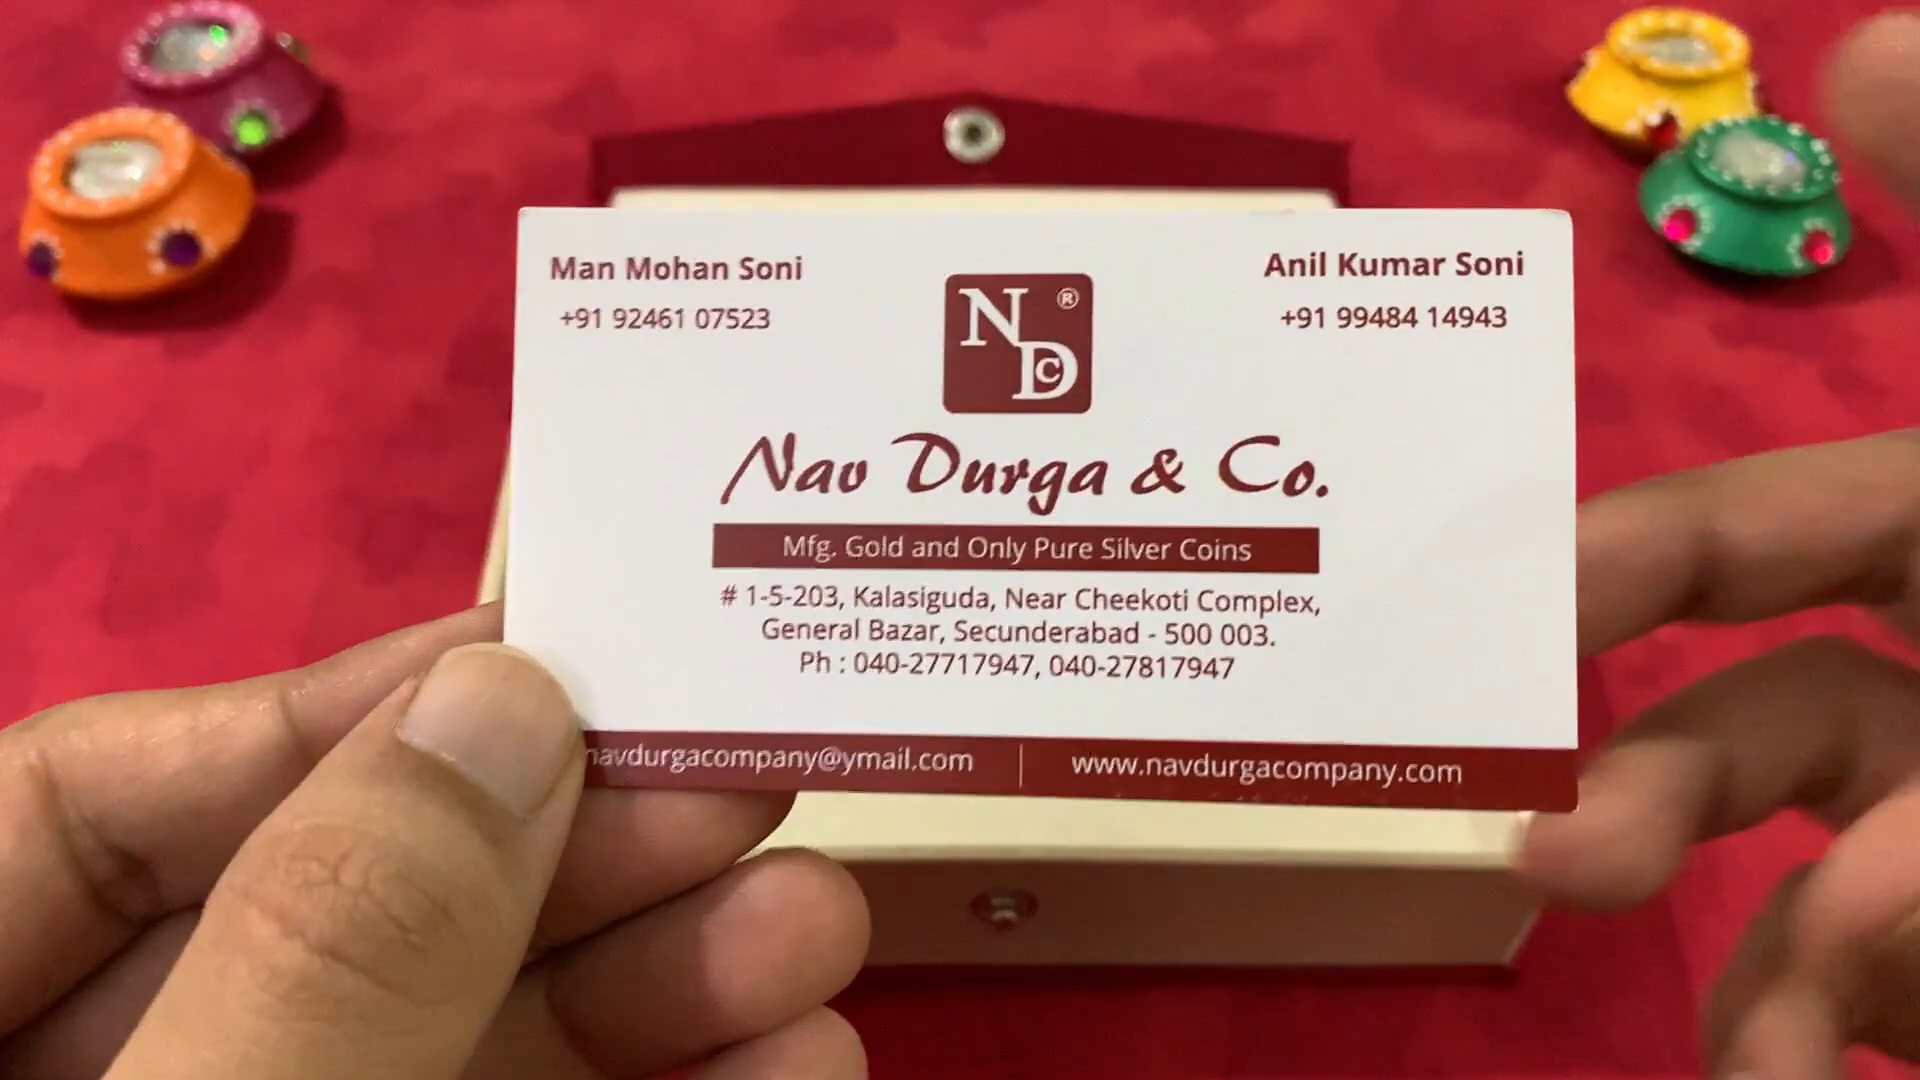 Man Mohan Soni
+91 92461 07523
Anil Kumar Soni
+91 99484 14943
N ®
D C
Nav Durga & Co.
Mfg. Gold and Only Pure Silver Coins
# 1-5-203, Kalasiguda, Near Cheekoti Complex,
General Bazar, Secunderabad - 500 003.
Ph : 040-27717947, 040-27817947
navdurgacompany@ymail.com | www.navdurgacompany.com